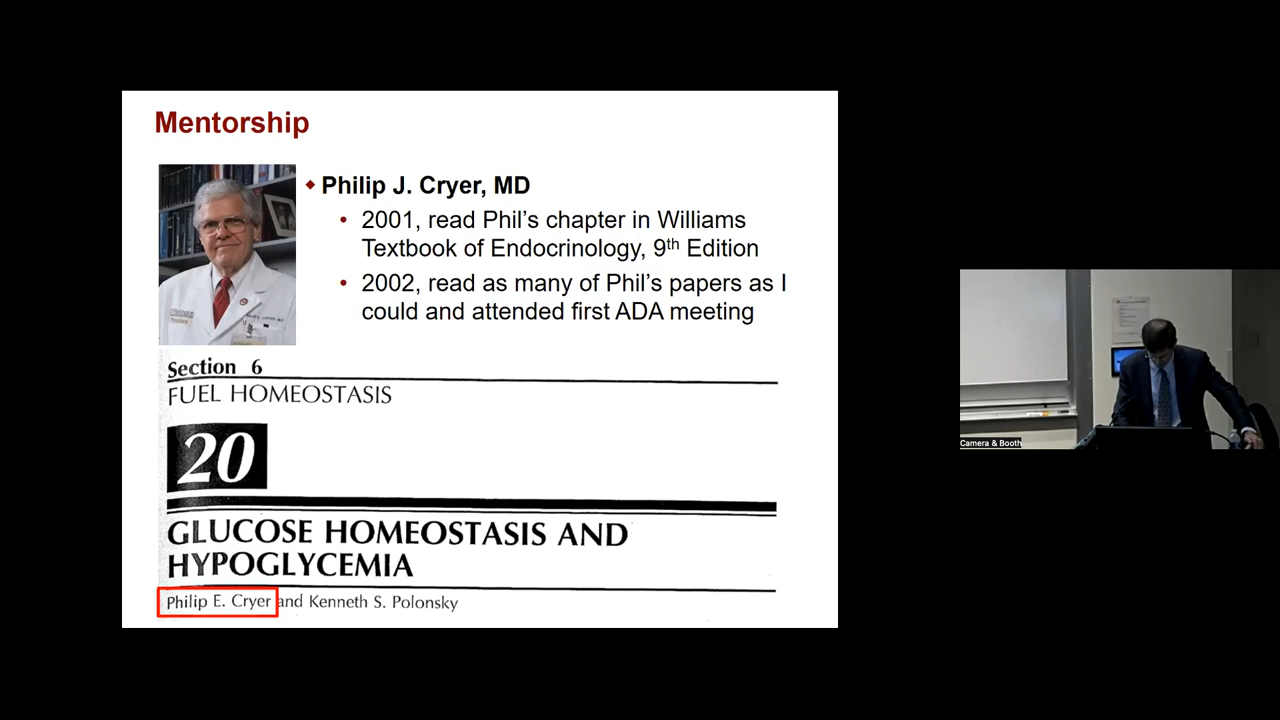 Mentorship
Philip J. Cryer, MD
2001, read Phil’s chapter in Williams
Textbook of Endocrinology, 9th Edition
2002, read as many of Phil’s papers as I
could and attended first ADA meeting
Section 6
FUEL HOMEOSTASIS
20
GLUCOSE HOMEOSTASIS AND
HYPOGLYCEMIA
Philip E. Cryer and Kenneth S. Polonsky
Camera & Booth